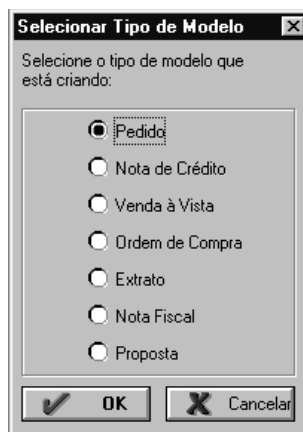 Selecionar Tipo de Modelo
Selecione o tipo de modelo que
está criando:
Pedido
Nota de Crédito
Venda à Vista
Ordem de Compra
Extrato
Nota Fiscal
Proposta
OK Cancelar